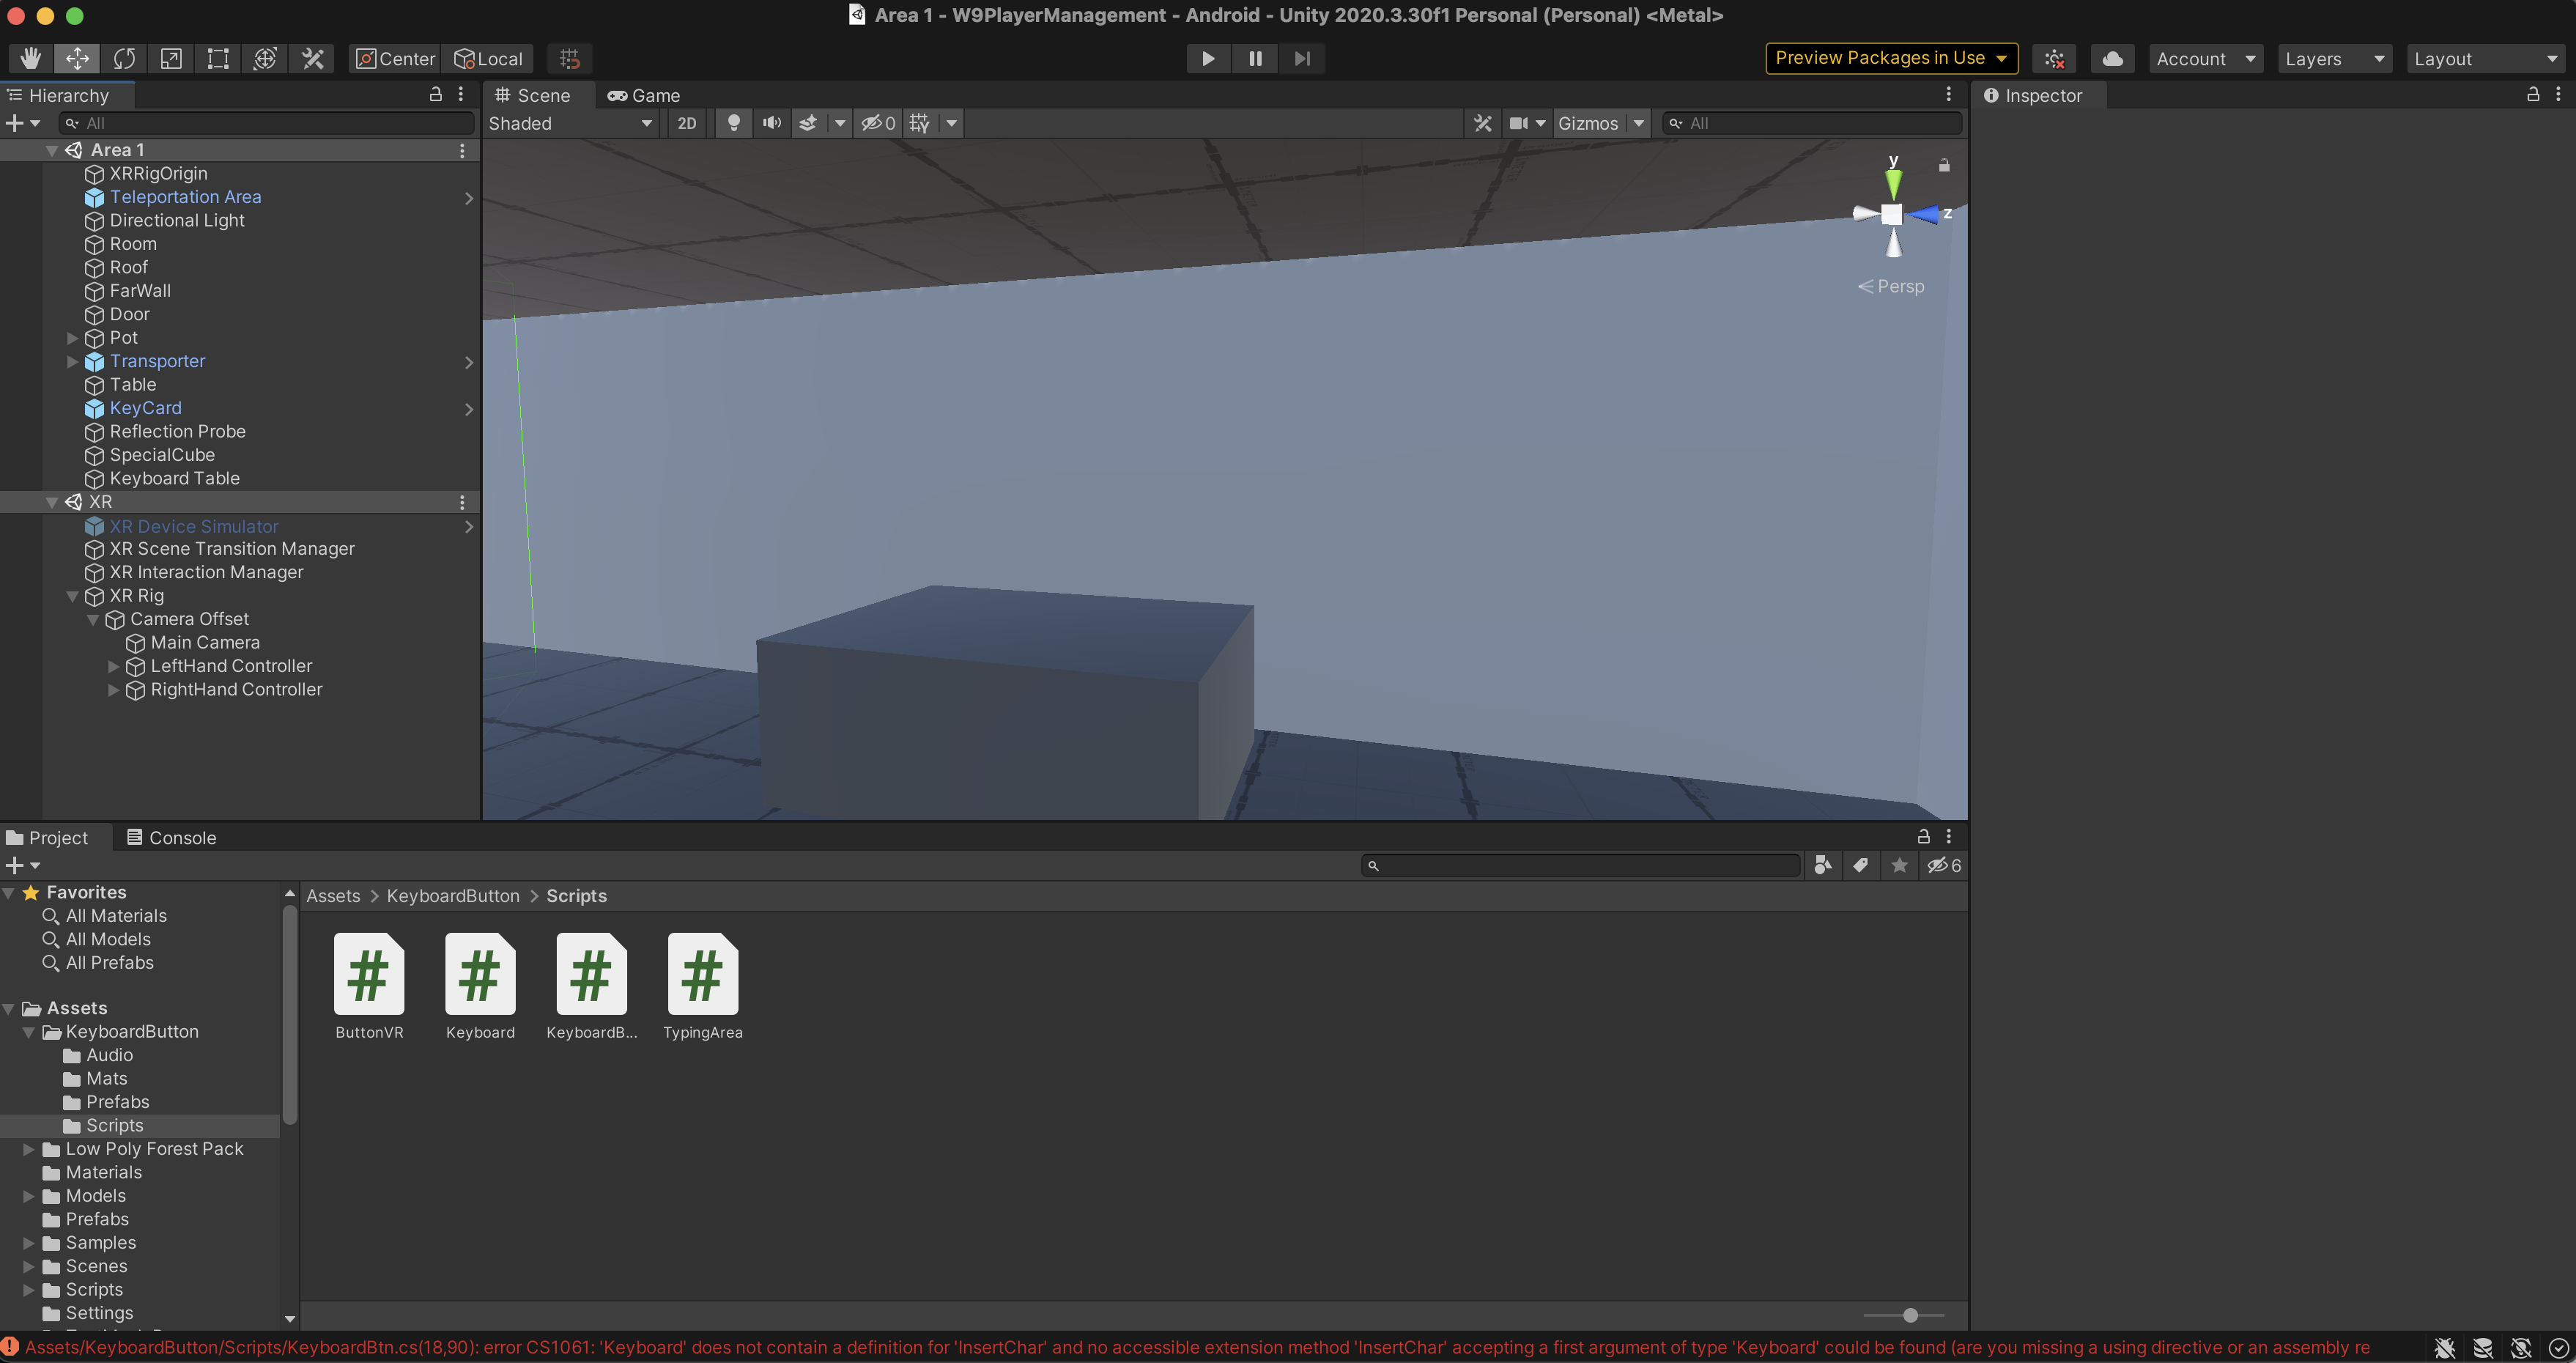 Area 1 - W9PlayerManagement - Android - Unity 2020.3.30f1 Personal (Personal) <Metal>
Center
Local
Preview Packages in Use
Account
Layers
Layout
Hierarchy
All
Area 1
XRRigOrigin
Teleportation Area
Directional Light
Room
Roof
FarWall
Door
Pot
Transporter
Table
KeyCard
Reflection Probe
SpecialCube
Keyboard Table
XR
XR Device Simulator
XR Scene Transition Manager
XR Interaction Manager
XR Rig
Camera Offset
Main Camera
LeftHand Controller
RightHand Controller
Scene
Game
Shaded
2D
0
Gizmos
All
y
z
Persp
Inspector
Project
Console
6
Favorites
All Materials
All Models
All Prefabs
Assets
KeyboardButton
Audio
Mats
Prefabs
Scripts
Low Poly Forest Pack
Materials
Models
Prefabs
Samples
Scenes
Scripts
Settings
Assets > KeyboardButton > Scripts
ButtonVR
Keyboard
KeyboardB...
TypingArea
Assets/KeyboardButton/Scripts/KeyboardBtn.cs(18,90): error CS1061: 'Keyboard' does not contain a definition for 'InsertChar' and no accessible extension method 'InsertChar' accepting a first argument of type 'Keyboard' could be found (are you missing a using directive or an assembly re